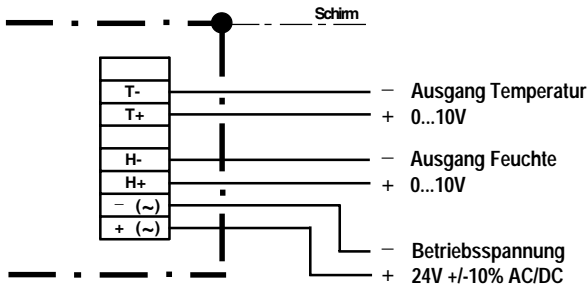 Schirm
T-
− Ausgang Temperatur
T+
+ 0...10V
H-
− Ausgang Feuchte
H+
+ 0...10V
− (~)
+ (~)
− Betriebsspannung
+ 24V +/-10% AC/DC